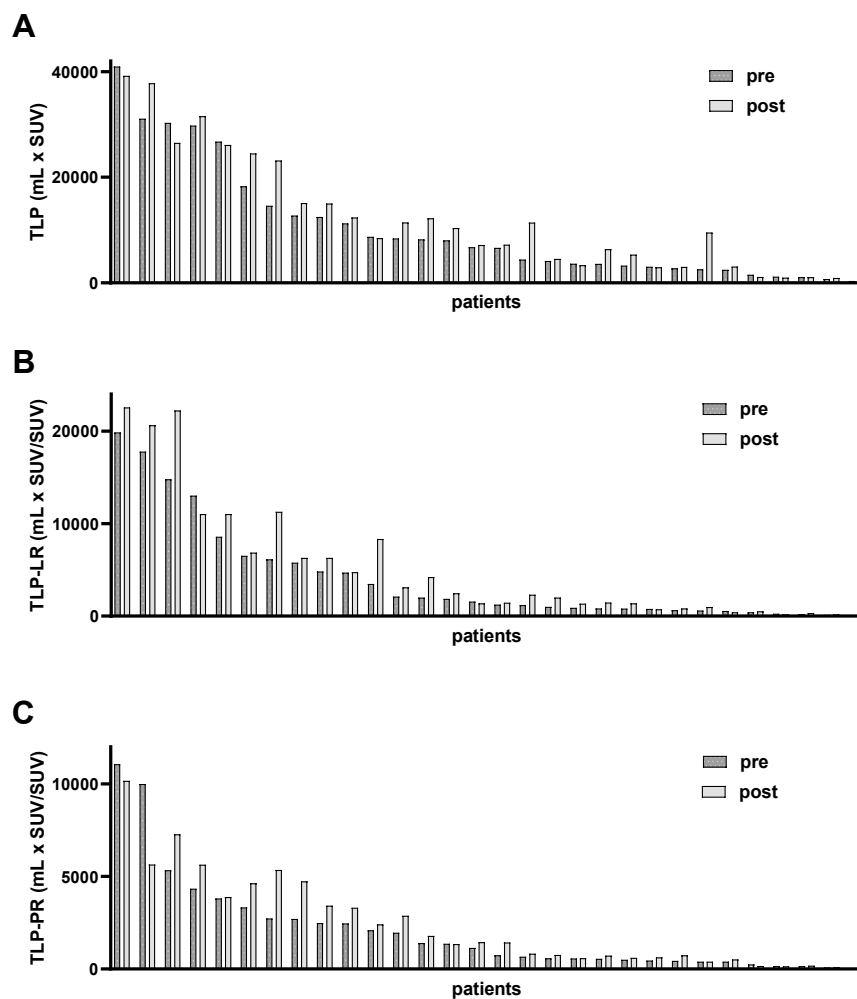 A
TLP (mL x SUV)
40000
20000
0
pre
post
patients
B
TLP-LR (mL x SUV/SUV)
20000
10000
0
pre
post
patients
C
TLP-PR (mL x SUV/SUV)
10000
5000
0
pre
post
patients